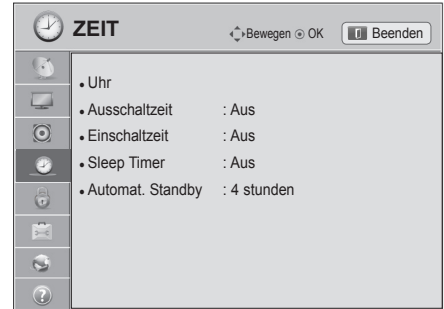 ZEIT Bewegen OK Beenden
• Uhr
• Ausschaltzeit : Aus
• Einschaltzeit : Aus
• Sleep Timer : Aus
• Automat. Standby : 4 stunden